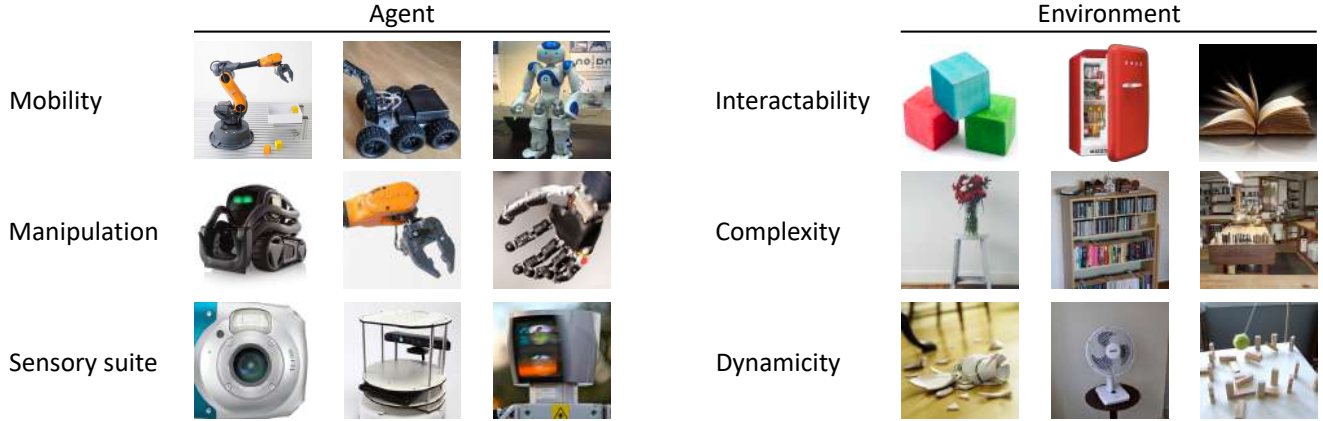 Agent
Environment
Mobility
Interactability
Manipulation
Complexity
Sensory suite
Dynamicity